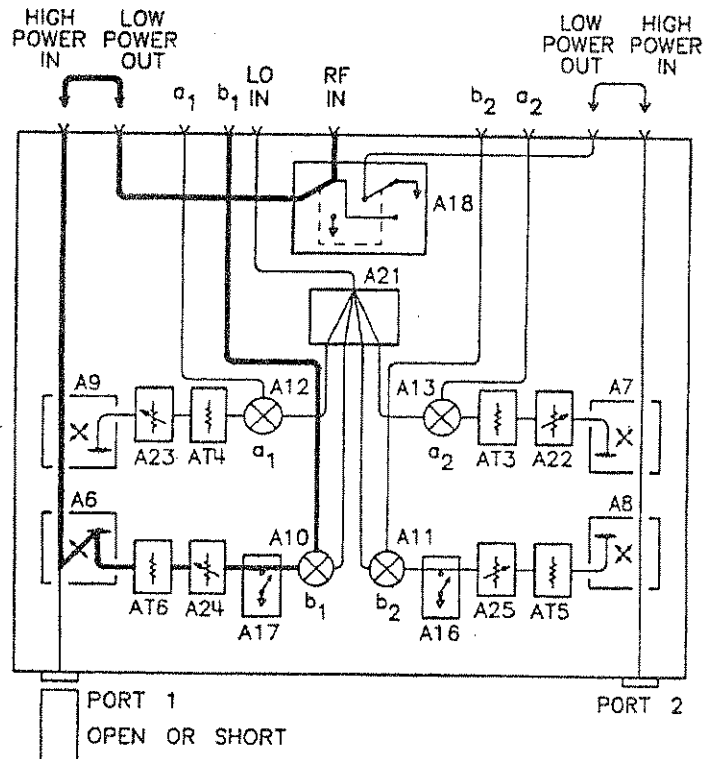 HIGH POWER IN
LOW POWER OUT
a1
b1
LO IN
RF IN
b2
a2
LOW POWER OUT
HIGH POWER IN
A18
A21
A9
A12
A13
A7
A23
AT4
a1
a2
AT3
A22
A6
A10
A11
A8
AT6
A24
A17
b1
b2
A16
A25
AT5
PORT 1
OPEN OR SHORT
PORT 2